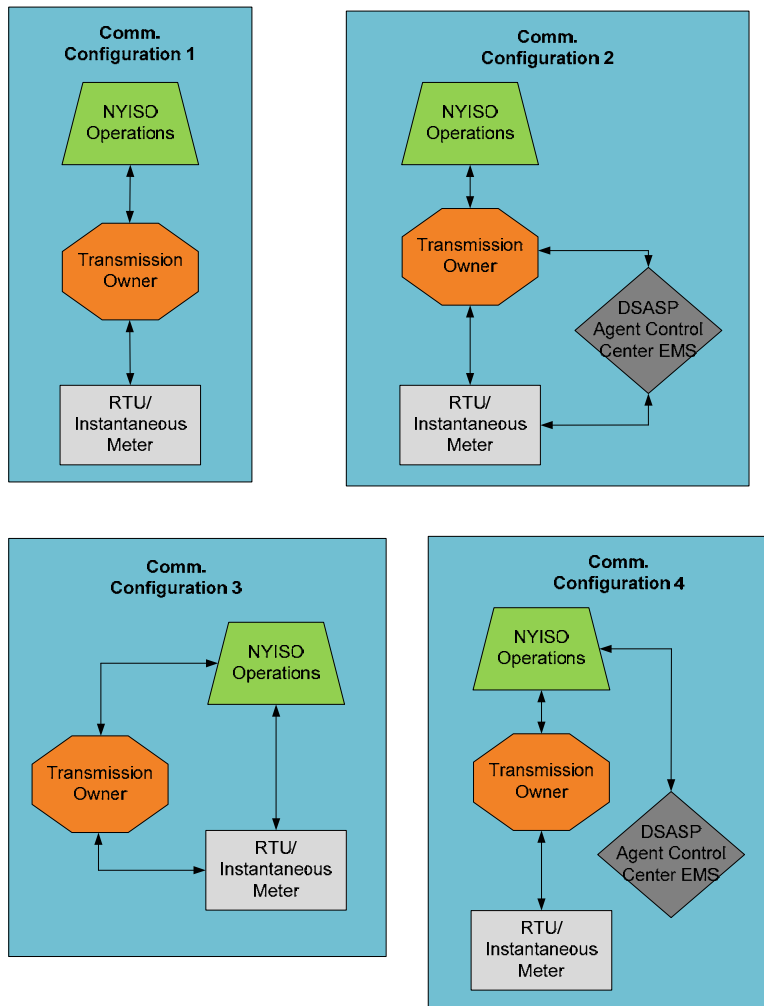 Comm.
Configuration 1
NYISO
Operations
Transmission
Owner
RTU/
Instantaneous
Meter
Comm.
Configuration 2
NYISO
Operations
Transmission
Owner
DSASP
Agent Control
Center EMS
RTU/
Instantaneous
Meter
Comm.
Configuration 3
NYISO
Operations
Transmission
Owner
RTU/
Instantaneous
Meter
Comm.
Configuration 4
NYISO
Operations
Transmission
Owner
DSASP
Agent Control
Center EMS
RTU/
Instantaneous
Meter